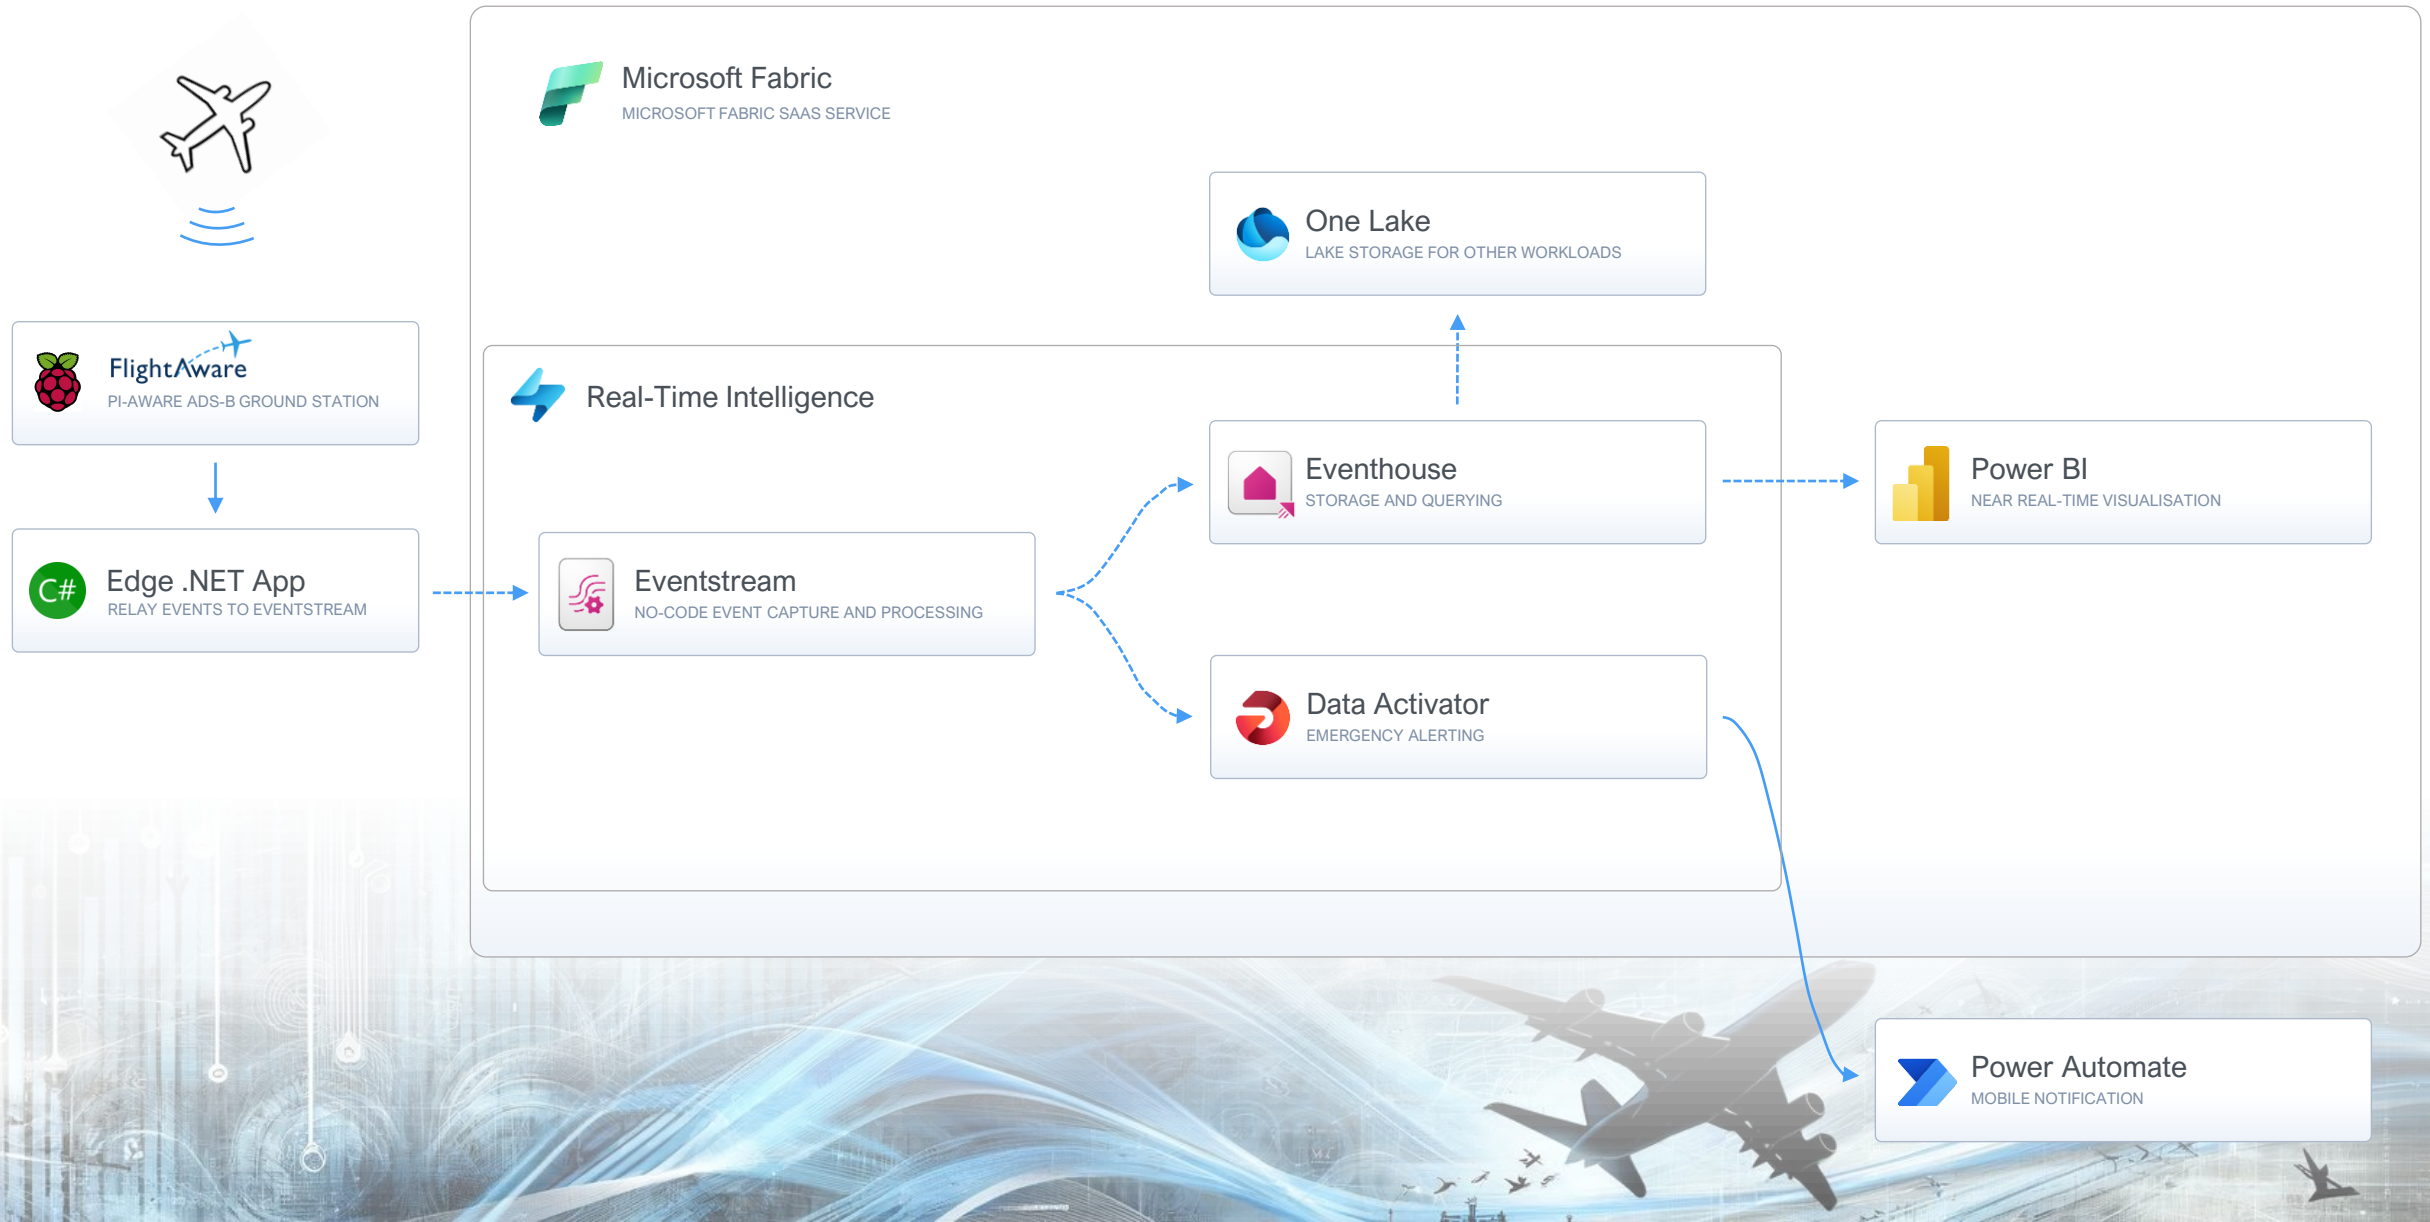 Microsoft Fabric
MICROSOFT FABRIC SAAS SERVICE
One Lake
LAKE STORAGE FOR OTHER WORKLOADS
FlightAware
PI-AWARE ADS-B GROUND STATION
Real-Time Intelligence
Eventhouse
STORAGE AND QUERYING
Power BI
NEAR REAL-TIME VISUALISATION
C#
Edge .NET App
RELAY EVENTS TO EVENTSTREAM
Eventstream
NO-CODE EVENT CAPTURE AND PROCESSING
Data Activator
EMERGENCY ALERTING
Power Automate
MOBILE NOTIFICATION